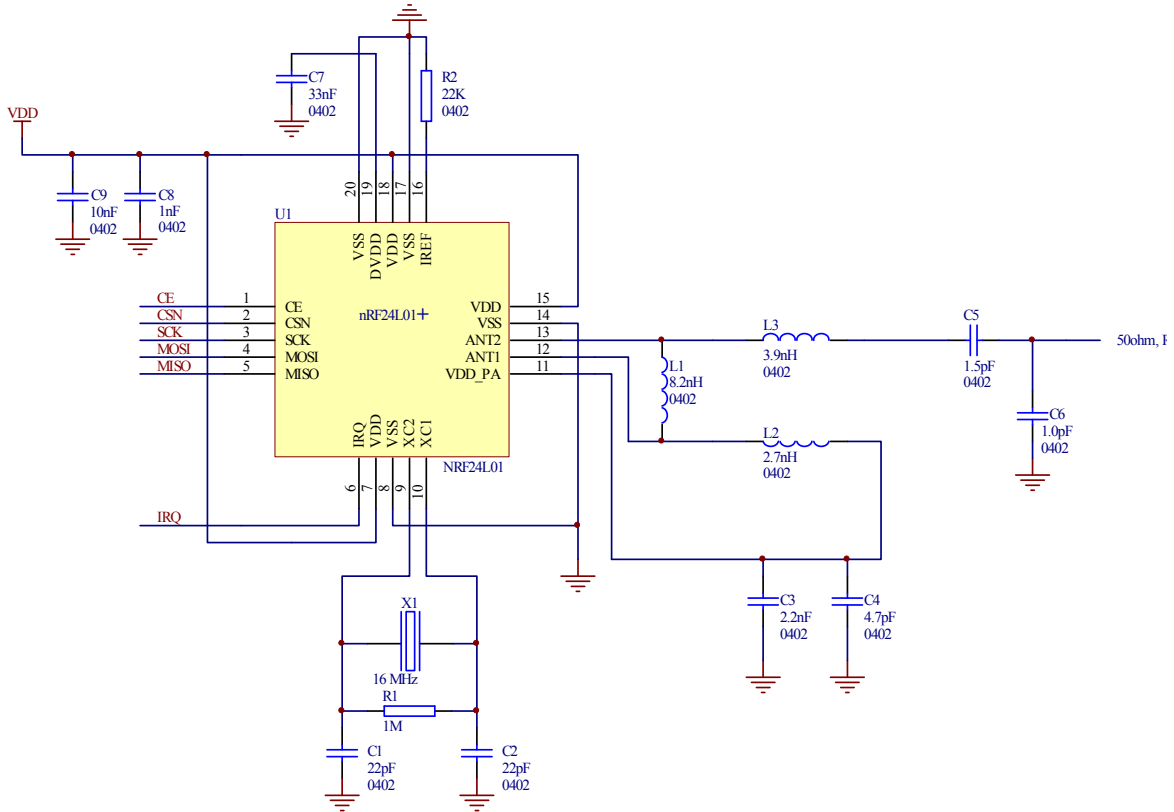 C7
33nF
0402
R2
22K
0402
VDD
C9
10nF
0402
C8
1nF
0402
20
19
18
17
16
U1
VSS
DVDD
VDD
VSS
IREF
nRF24L01+
CE
1
CE
CSN
2
CSN
SCK
3
SCK
MOSI
4
MOSI
MISO
5
MISO
VDD
15
VSS
14
ANT2
13
ANT1
12
VDD_PA
11
IRQ
VDD
VSS
XC2
XC1
NRF24L01
6
7
8
9
10
IRQ
L3
3.9nH
0402
L1
8.2nH
0402
L2
2.7nH
0402
C5
1.5pF
0402
50ohm, R
C6
1.0pF
0402
C3
2.2nF
0402
C4
4.7pF
0402
X1
16 MHz
R1
1M
C1
22pF
0402
C2
22pF
0402